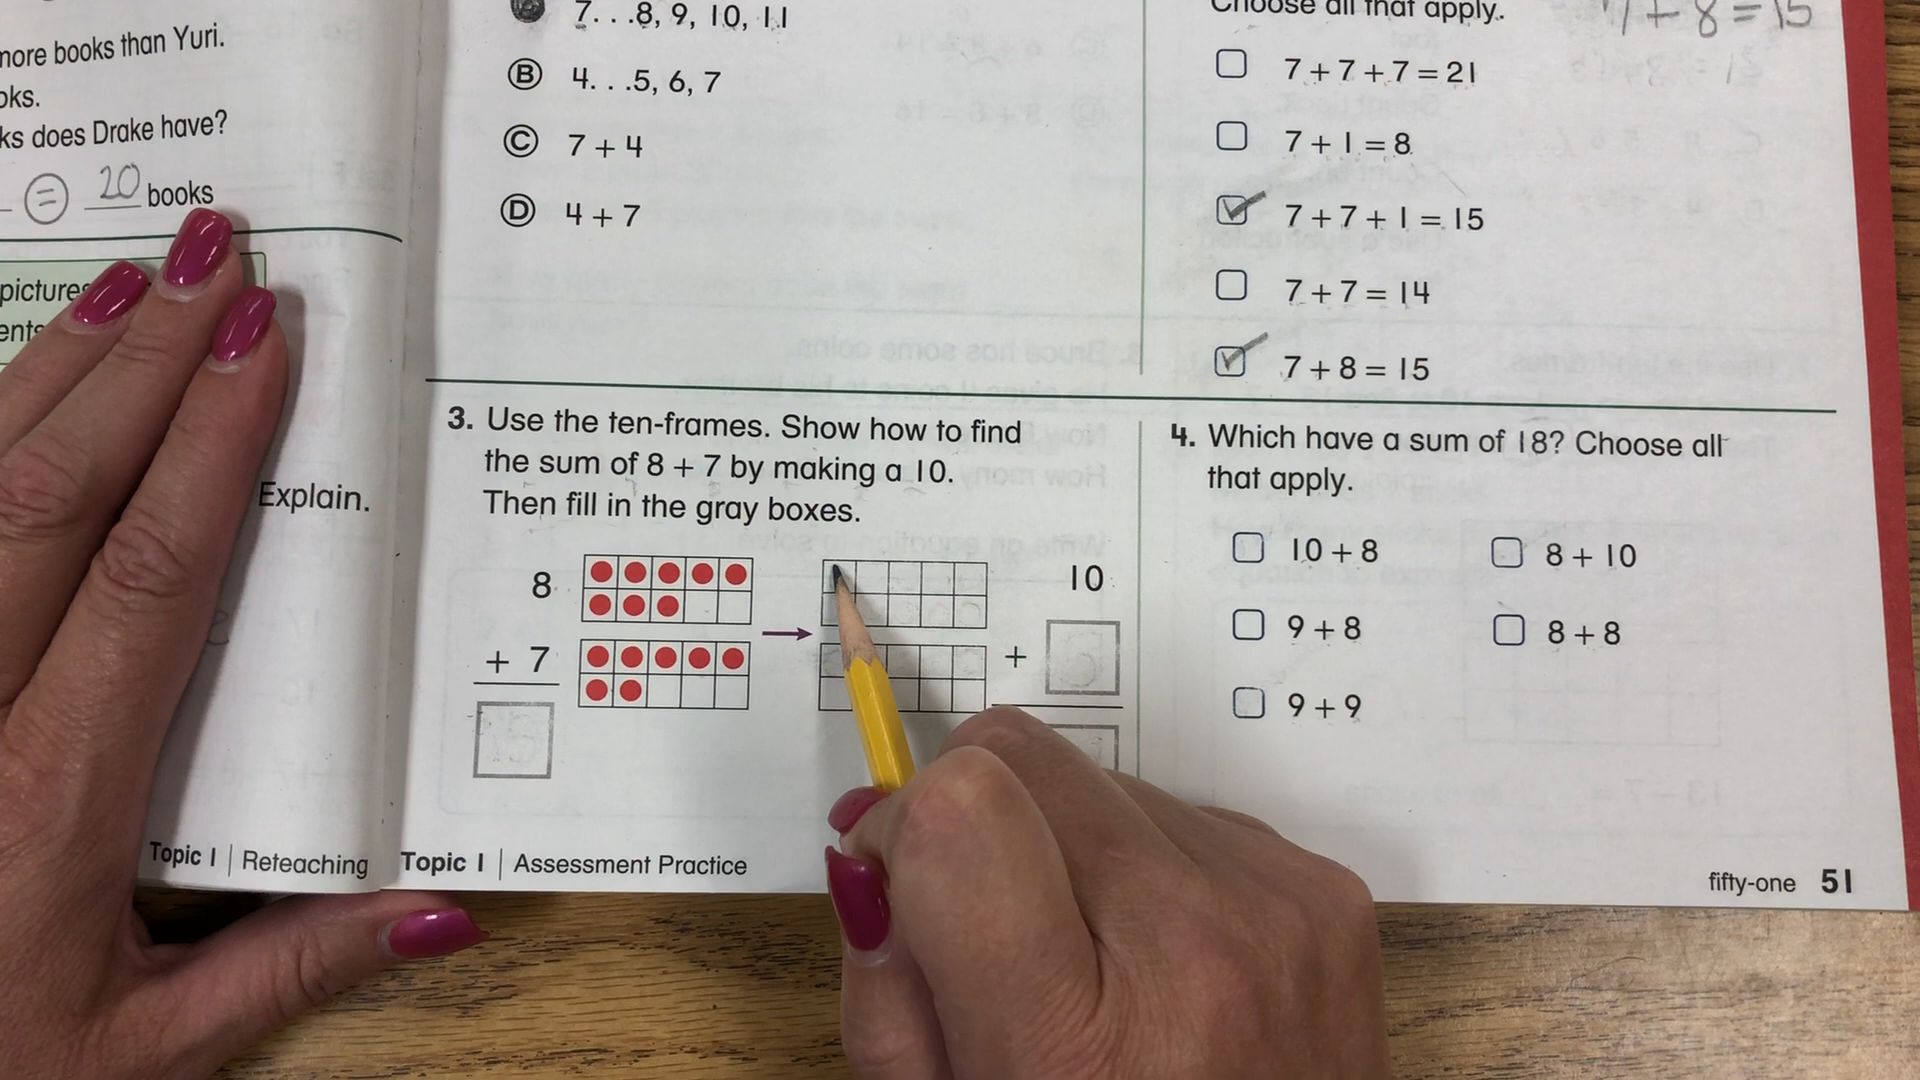 more books than Yuri.
oks.
ks does Drake have?
= 20 books
pictures
ents
Explain.
Topic 1 | Reteaching
7. . .8, 9, 10, 11
B 4. . .5, 6, 7
C 7 + 4
D 4 + 7
Choose all that apply.
7 + 8 = 15
7 + 7 + 7 = 21
7 + 1 = 8
7 + 7 + 1 = 15
7 + 7 = 14
7 + 8 = 15
3. Use the ten-frames. Show how to find
the sum of 8 + 7 by making a 10.
Then fill in the gray boxes.
8
+ 7
10
+
4. Which have a sum of 18? Choose all
that apply.
10 + 8
8 + 10
9 + 8
8 + 8
9 + 9
Topic 1 | Assessment Practice
fifty-one 51